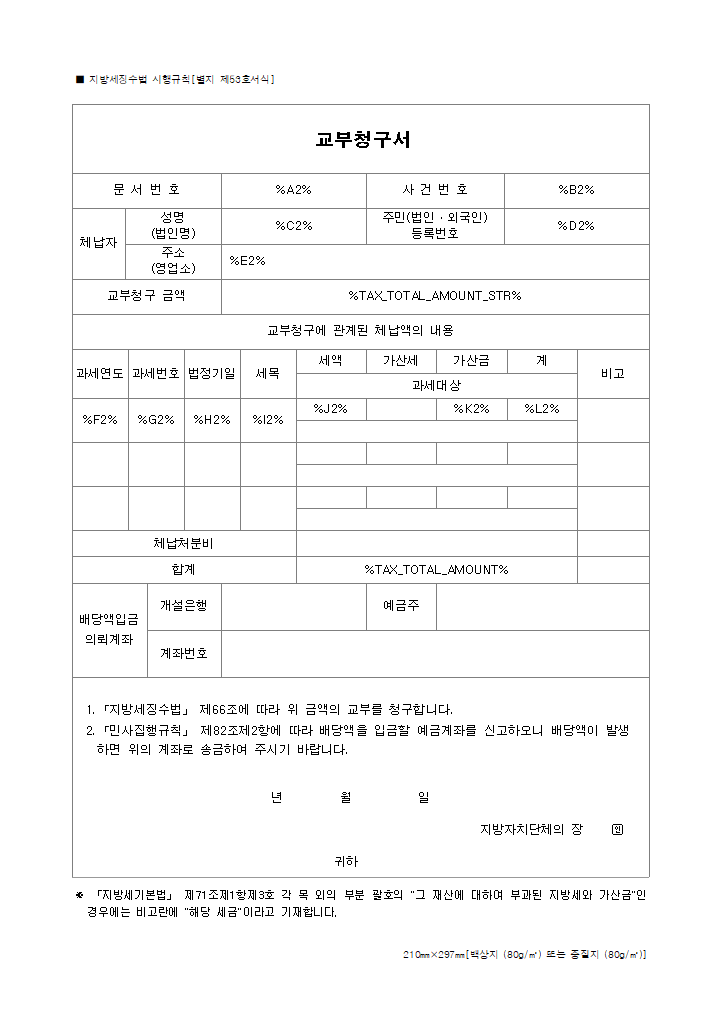 ■ 지방세징수법 시행규칙[별지 제53호서식]
교부청구서
문 서 번 호 %A2% 사 건 번 호 %B2%
체납자 성명 (법인명) %C2% 주민(법인ㆍ외국인) 등록번호 %D2%
주소 (영업소) %E2%
교부청구 금액 %TAX_TOTAL_AMOUNT_STR%
교부청구에 관계된 체납액의 내용
과세연도 과세번호 법정기일 세목 세액 가산세 가산금 계 비고
과세대상
%F2% %G2% %H2% %I2% %J2% %K2% %L2%
체납처분비
합계 %TAX_TOTAL_AMOUNT%
배당액입금 의뢰계좌 개설은행 예금주
계좌번호
1. 「지방세징수법」 제66조에 따라 위 금액의 교부를 청구합니다.
2. 「민사집행규칙」 제82조제2항에 따라 배당액을 입금할 예금계좌를 신고하오니 배당액이 발생
하면 위의 계좌로 송금하여 주시기 바랍니다.
년 월 일
지방자치단체의 장 인
귀하
※ 「지방세기본법」 제71조제1항제3호 각 목 외의 부분 괄호의 "그 재산에 대하여 부과된 지방세와 가산금"인
경우에는 비고란에 "해당 세금"이라고 기재합니다.
210㎜×297㎜[백상지 (80g/㎡) 또는 중질지 (80g/㎡)]